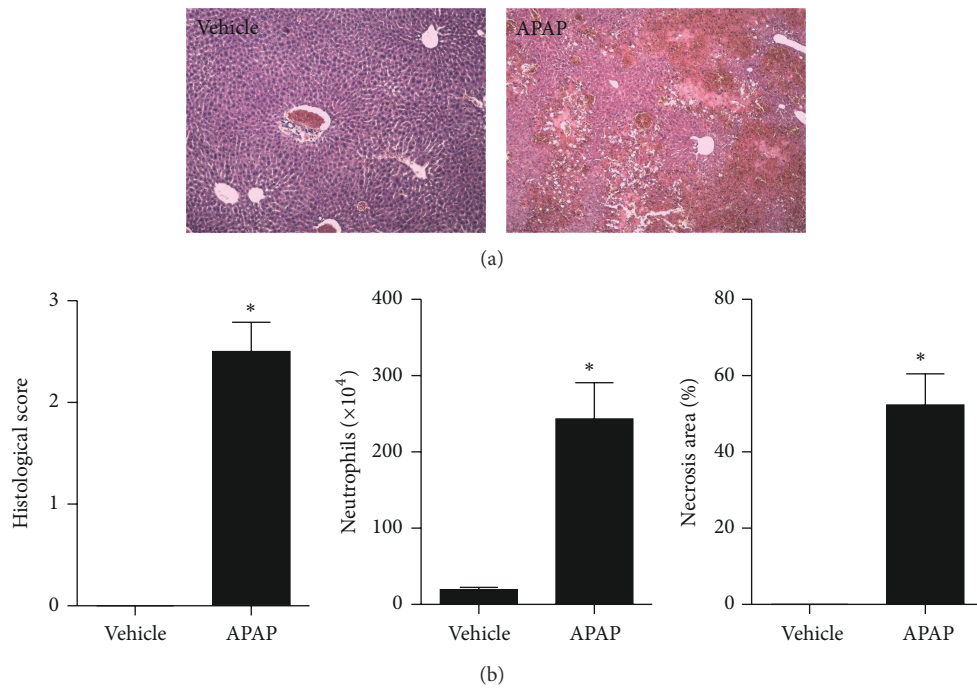 Vehicle
APAP
(a)
Histological score
3
2
1
0
*
Vehicle
APAP
Neutrophils (×10⁴)
400
300
200
100
0
*
Vehicle
APAP
Necrosis area (%)
80
60
40
20
0
*
Vehicle
APAP
(b)